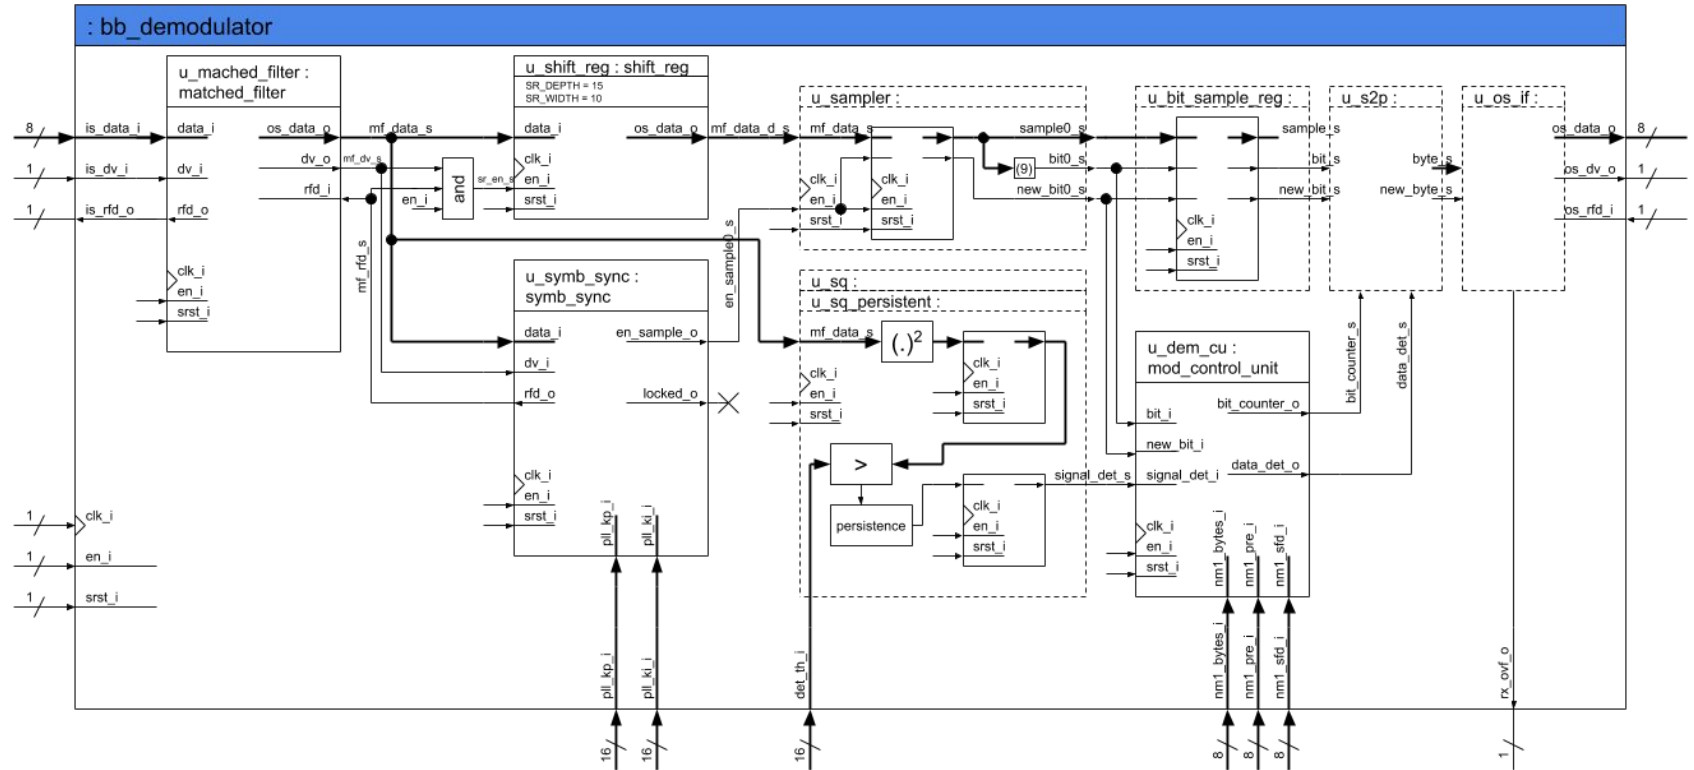 : bb_demodulator
u_mached_filter :
matched_filter
8
is_data_i
data_i
os_data_o
mf_data_s
1
is_dv_i
dv_i
dv_o
mf_dv_s
rfd_i
1
is_rfd_o
rfd_o
clk_i
en_i
srst_i
mf_rfd_s
and
en_i
sr_en_s
u_shift_reg : shift_reg
SR_DEPTH = 15
SR_WIDTH = 10
data_i
os_data_o
mf_data_d_s
clk_i
en_i
srst_i
u_symb_sync :
symb_sync
data_i
en_sample_o
dv_i
rfd_o
locked_o
clk_i
en_i
srst_i
pll_kp_i
pll_ki_i
en_sample0_s
u_sampler :
mf_data_s
clk_i
en_i
srst_i
clk_i
en_i
srst_i
sample0_s
(9)
bit0_s
new_bit0_s
u_sq :
u_sq_persistent :
mf_data_s
(.)2
clk_i
en_i
srst_i
clk_i
en_i
srst_i
>
persistence
clk_i
en_i
srst_i
signal_det_s
u_bit_sample_reg :
sample_s
bit_s
new_bit_s
clk_i
en_i
srst_i
u_s2p :
byte_s
new_byte_s
u_os_if :
os_data_o
8
os_dv_o
1
os_rfd_i
1
u_dem_cu :
mod_control_unit
bit_counter_o
bit_i
new_bit_i
data_det_o
signal_det_i
clk_i
en_i
srst_i
nm1_bytes_i
nm1_pre_i
nm1_sfd_i
bit_counter_s
data_det_s
1
clk_i
1
en_i
1
srst_i
pll_kp_i
pll_ki_i
det_th_i
nm1_bytes_i
nm1_pre_i
nm1_sfd_i
rx_ovf_o
16
16
16
8
8
8
1